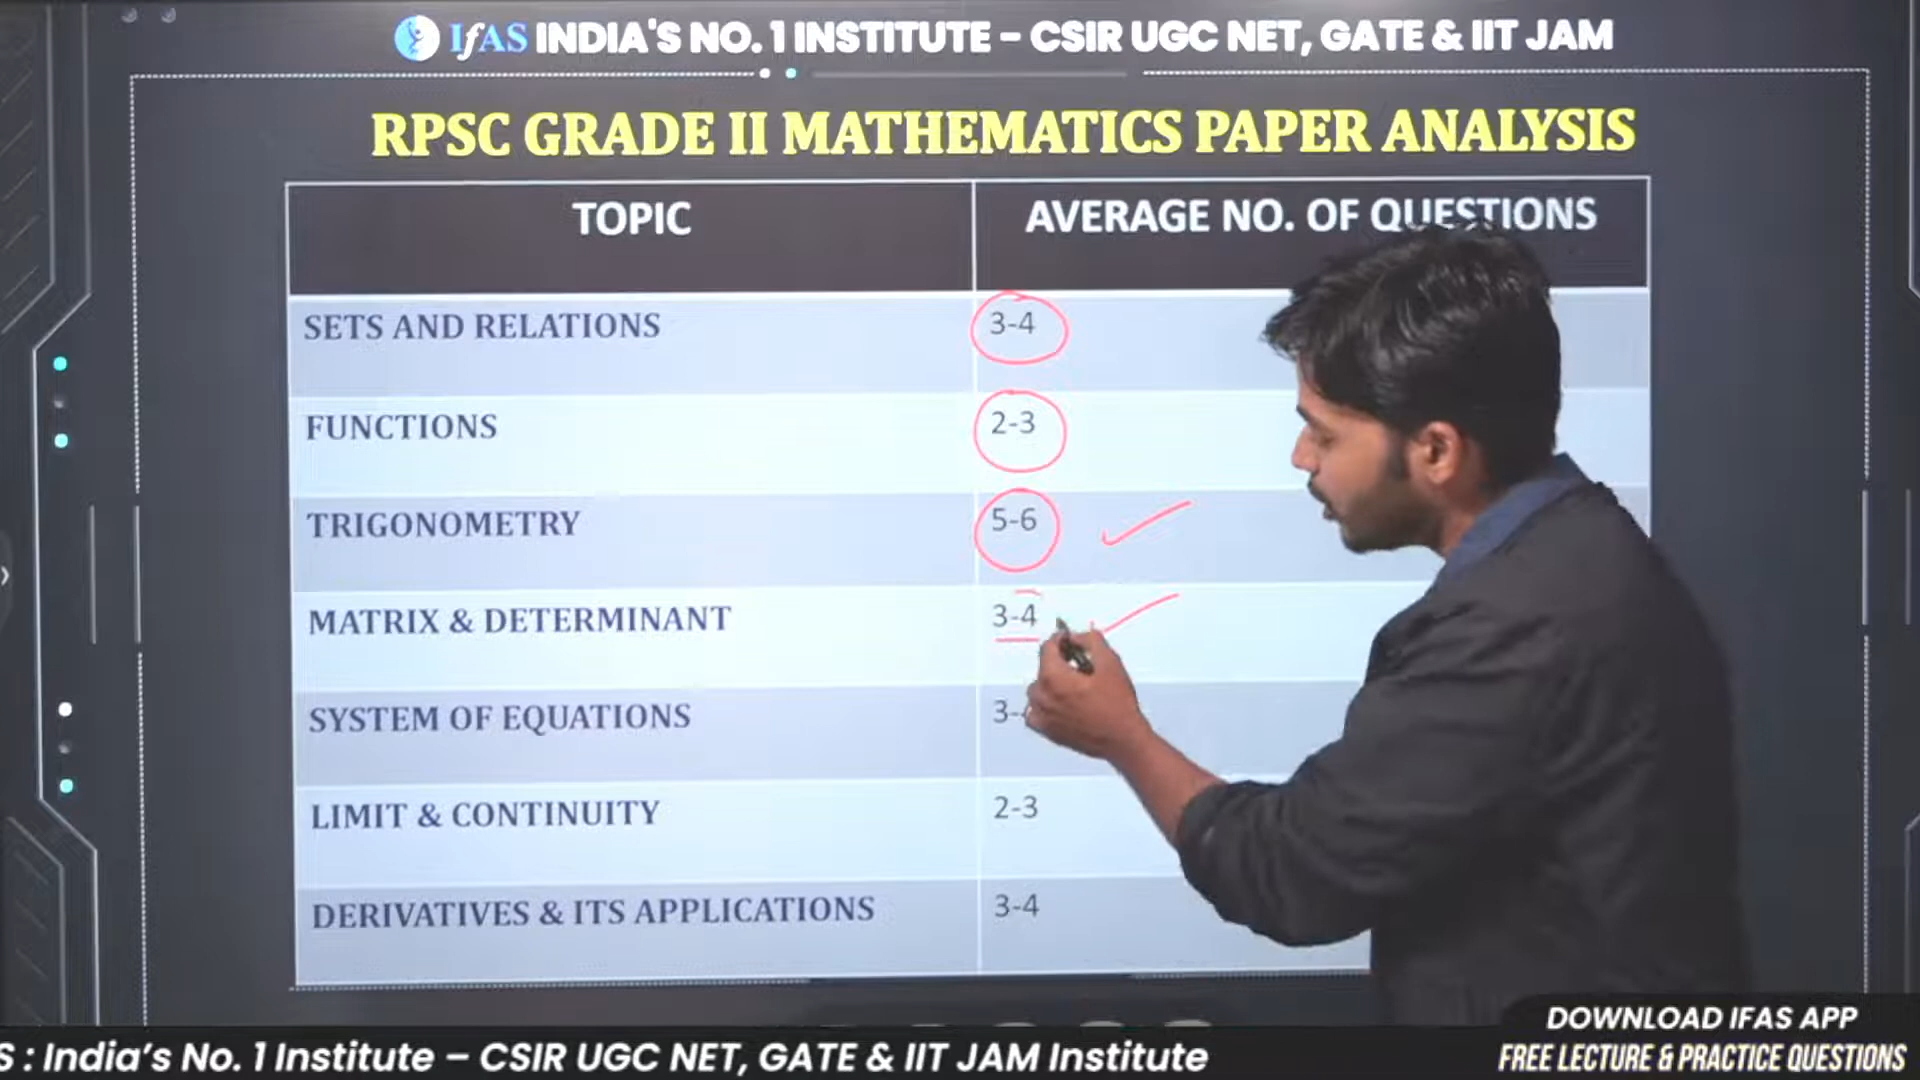 IfAS INDIA'S NO. 1 INSTITUTE – CSIR UGC NET, GATE & IIT JAM
RPSC GRADE II MATHEMATICS PAPER ANALYSIS
TOPIC AVERAGE NO. OF QUESTIONS
SETS AND RELATIONS 3-4
FUNCTIONS 2-3
TRIGONOMETRY 5-6
MATRIX & DETERMINANT 3-4
SYSTEM OF EQUATIONS 3-
LIMIT & CONTINUITY 2-3
DERIVATIVES & ITS APPLICATIONS 3-4
DOWNLOAD IFAS APP
FREE LECTURE & PRACTICE QUESTIONS
S : India's No. 1 Institute – CSIR UGC NET, GATE & IIT JAM Institute